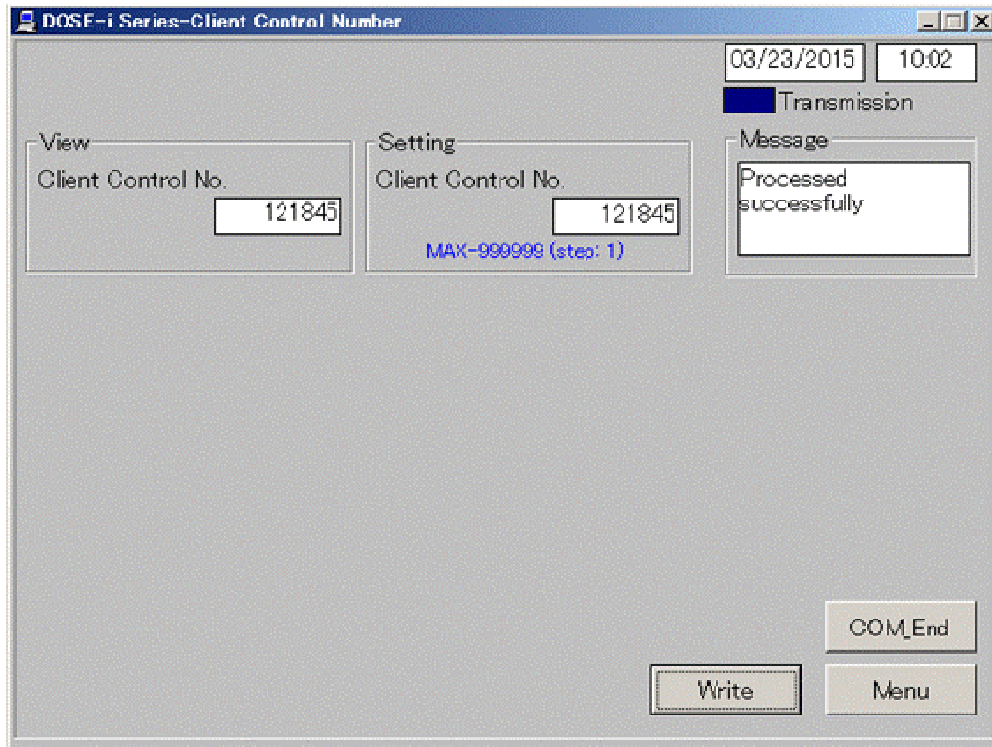 DOSE-i Series-Client Control Number
03/23/2015
10:02
Transmission
View
Client Control No.
121845
Setting
Client Control No.
121845
MAX-999999 (step: 1)
Message
Processed
successfully
COM_End
Write
Menu